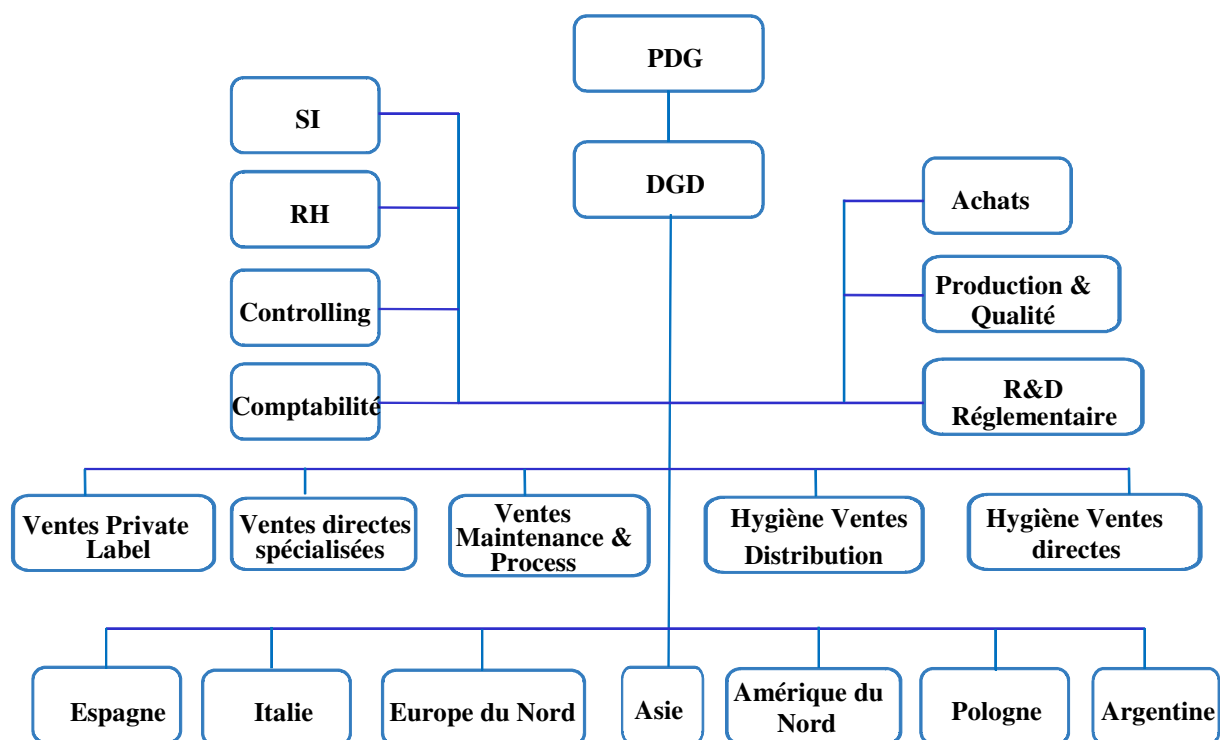 PDG
SI
DGD
RH
Achats
Controlling
Production &
Qualité
Comptabilité
R&D
Réglementaire
Ventes Private
Label
Ventes directes
spécialisées
Ventes
Maintenance &
Process
Hygiène Ventes
Distribution
Hygiène Ventes
directes
Espagne
Italie
Europe du Nord
Asie
Amérique du
Nord
Pologne
Argentine